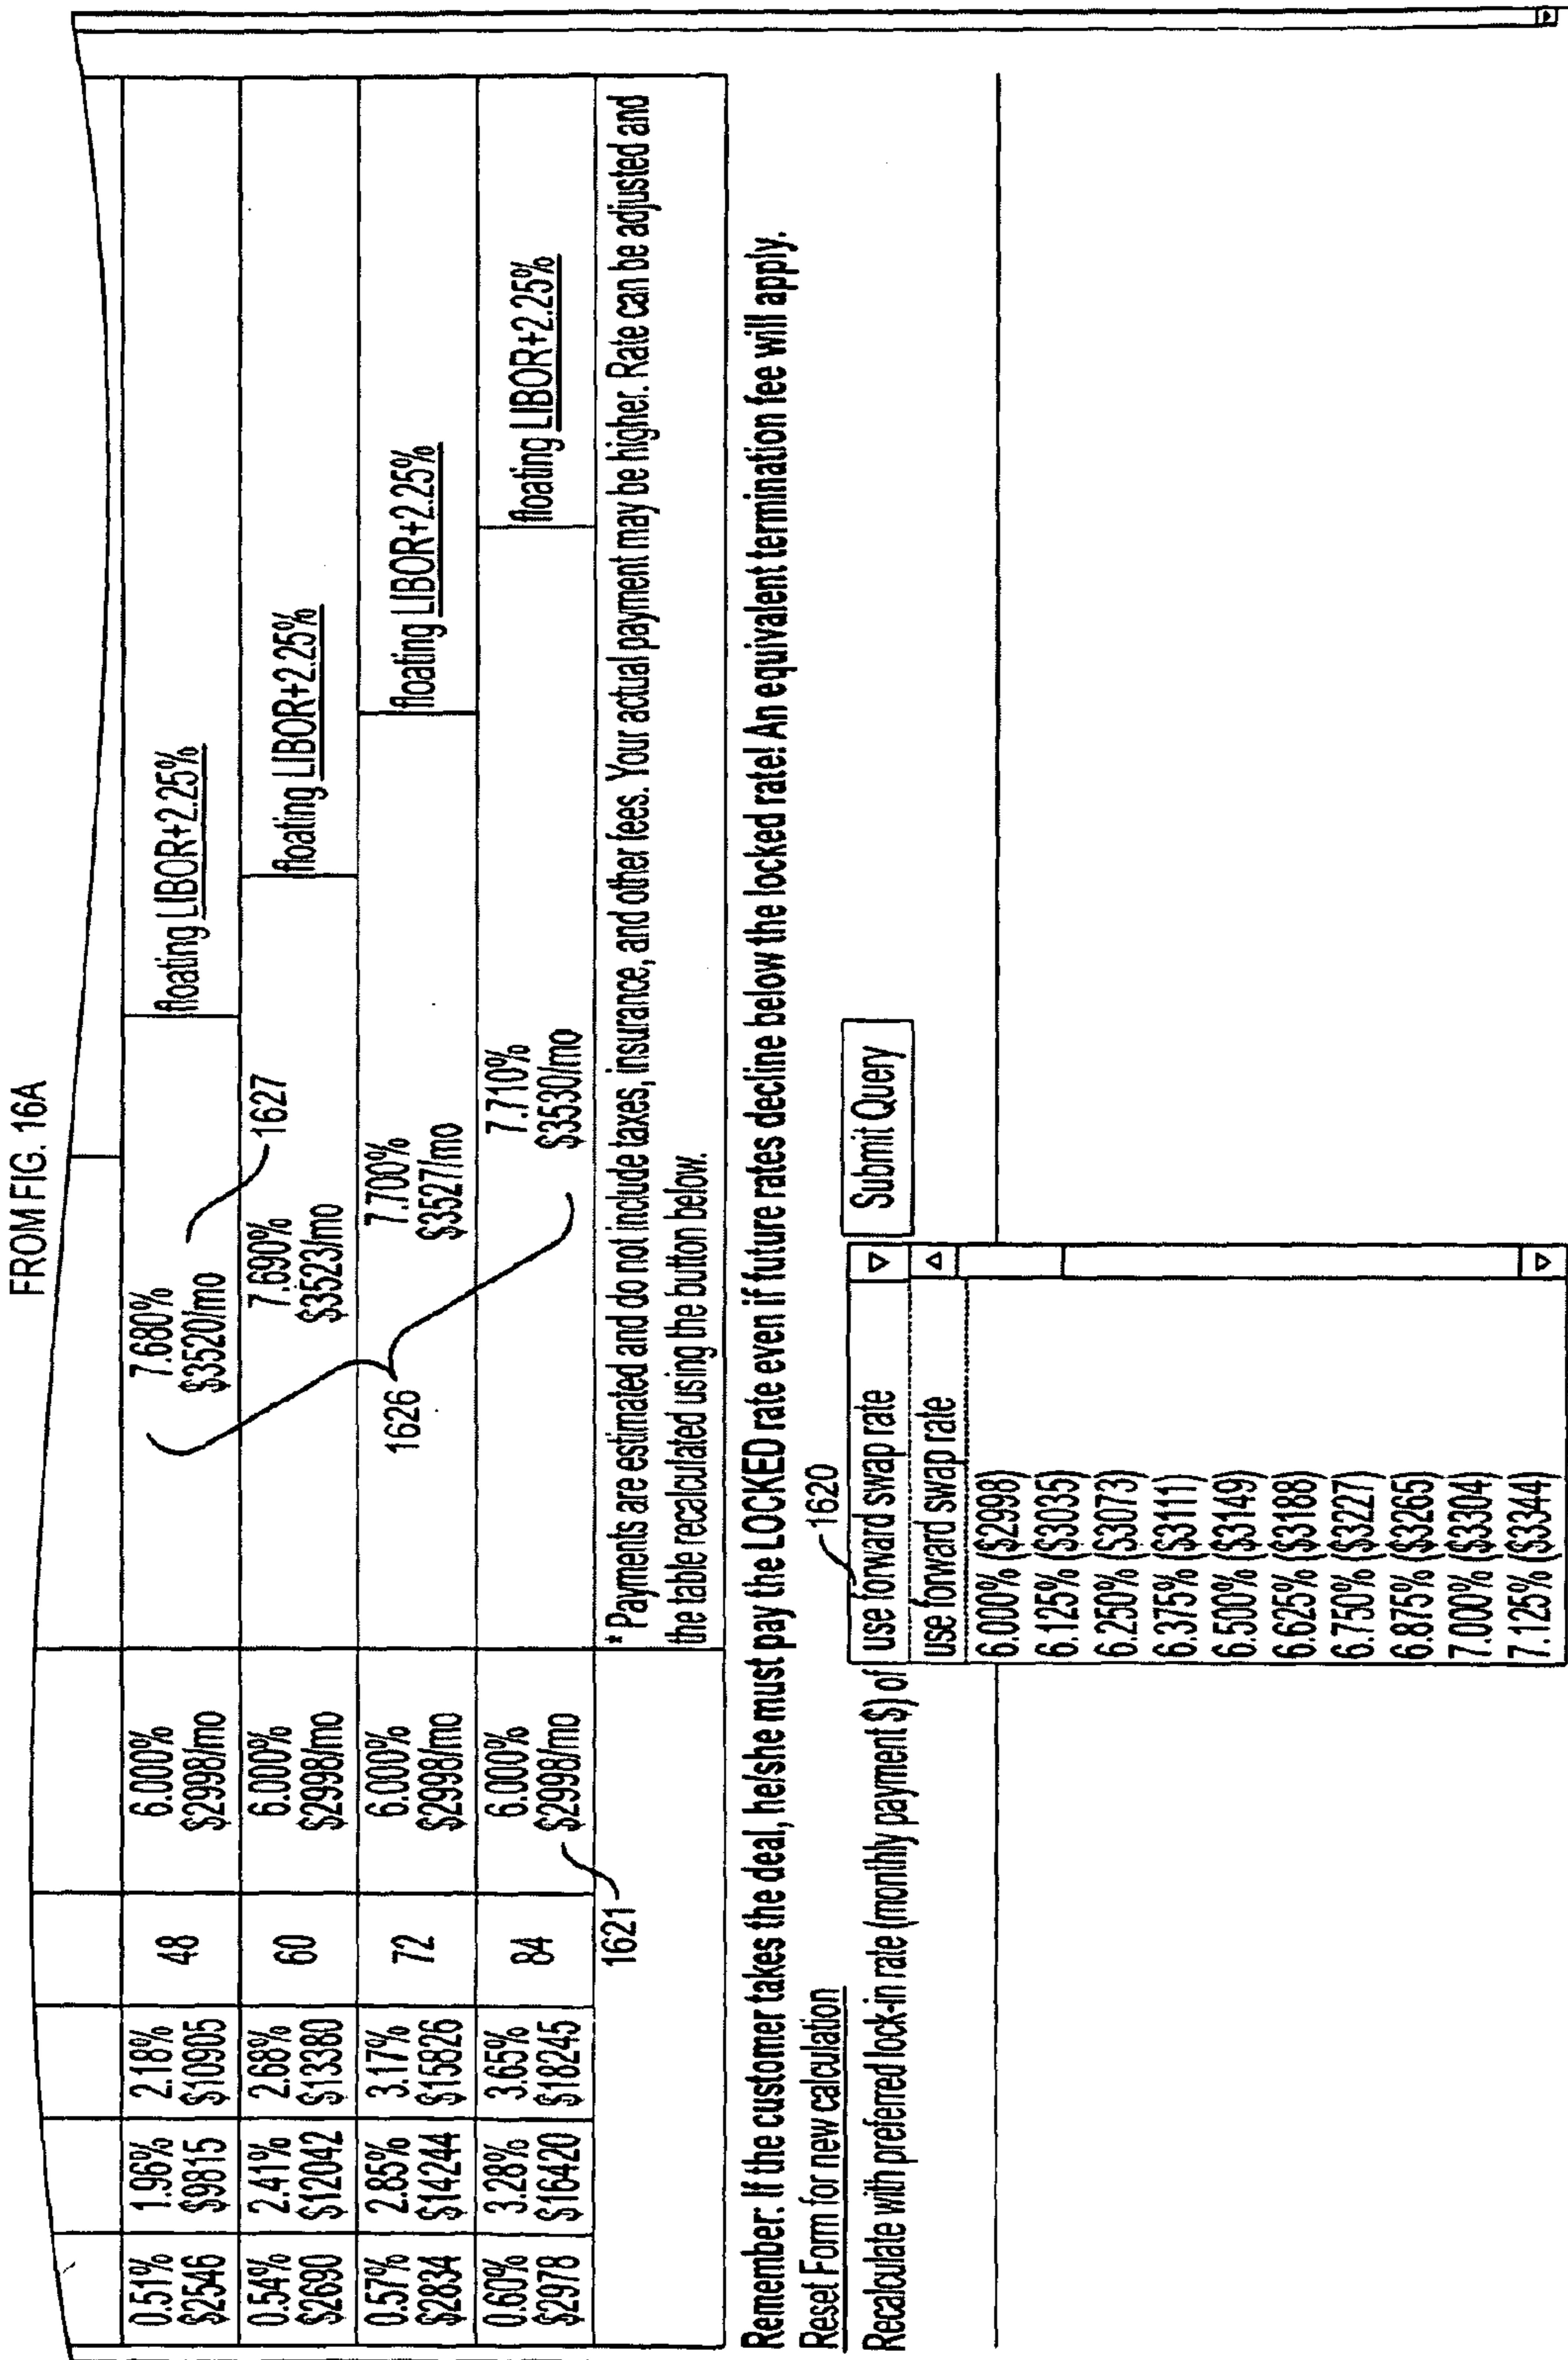 FROM FIG. 16A
0.51% 1.96% 2.18% 48 6.000% 7.680% floating LIBOR+2.25%
$2546 $9815 $10905 $2998/mo $3520/mo
1627
0.54% 2.41% 2.68% 60 6.000% 7.690% floating LIBOR+2.25%
$2690 $12042 $13380 $2998/mo $3523/mo
0.57% 2.85% 3.17% 72 6.000% 7.700% floating LIBOR+2.25%
$2834 $14244 $15826 $2998/mo $3527/mo
1626
0.60% 3.28% 3.65% 84 6.000% 7.710% floating LIBOR+2.25%
$2978 $16420 $18245 $2998/mo $3530/mo
1621
* Payments are estimated and do not include taxes, insurance, and other fees. Your actual payment may be higher. Rate can be adjusted and
the table recalculated using the button below.
Remember: If the customer takes the deal, he/she must pay the LOCKED rate even if future rates decline below the locked rate! An equivalent termination fee will apply.
Reset Form for new calculation
1620
Recalculate with preferred lock-in rate (monthly payment $) of use forward swap rate Submit Query
use forward swap rate
6.000% ($2998)
6.125% ($3035)
6.250% ($3073)
6.375% ($3111)
6.500% ($3149)
6.625% ($3188)
6.750% ($3227)
6.875% ($3265)
7.000% ($3304)
7.125% ($3344)